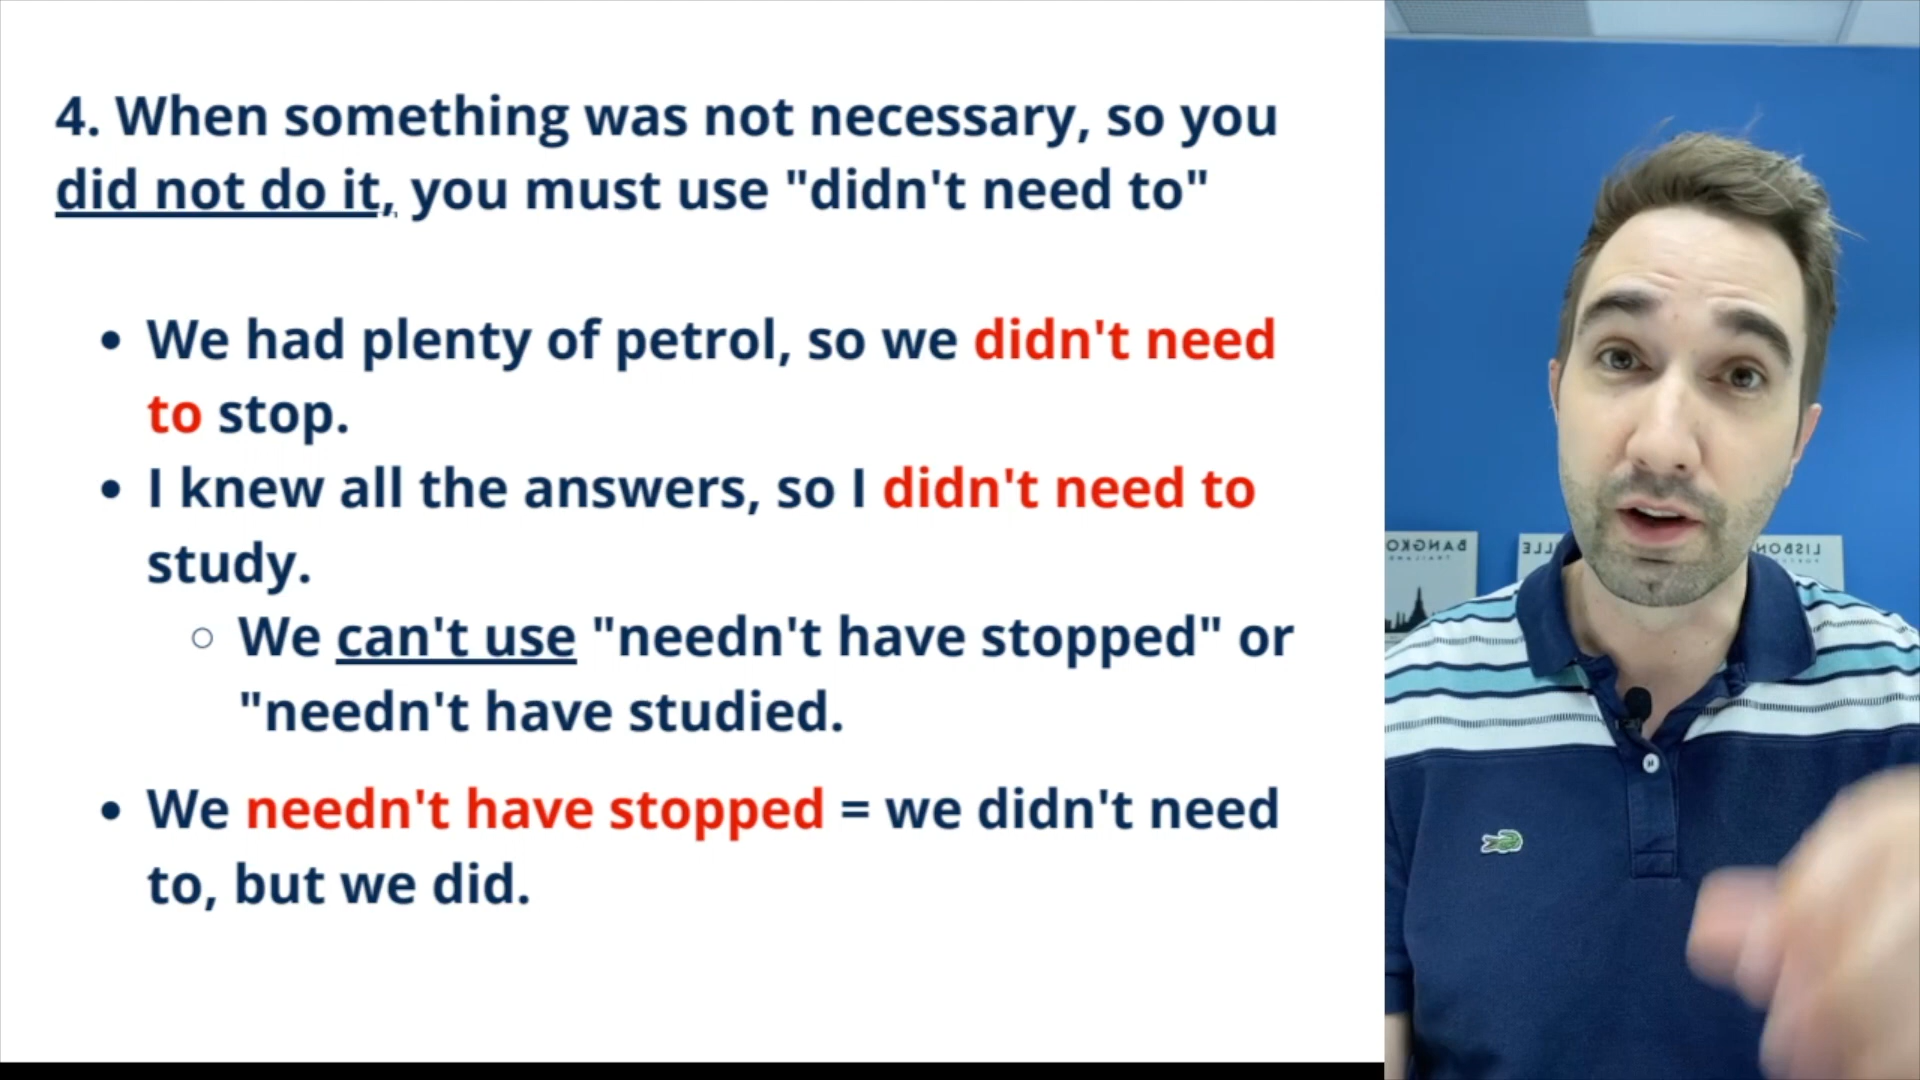 4. When something was not necessary, so you
did not do it, you must use "didn't need to"
• We had plenty of petrol, so we didn't need
to stop.
• I knew all the answers, so I didn't need to
study.
○ We can't use "needn't have stopped" or
"needn't have studied.
• We needn't have stopped = we didn't need
to, but we did.
BANGKO
THAILAND
LLE
LISBON